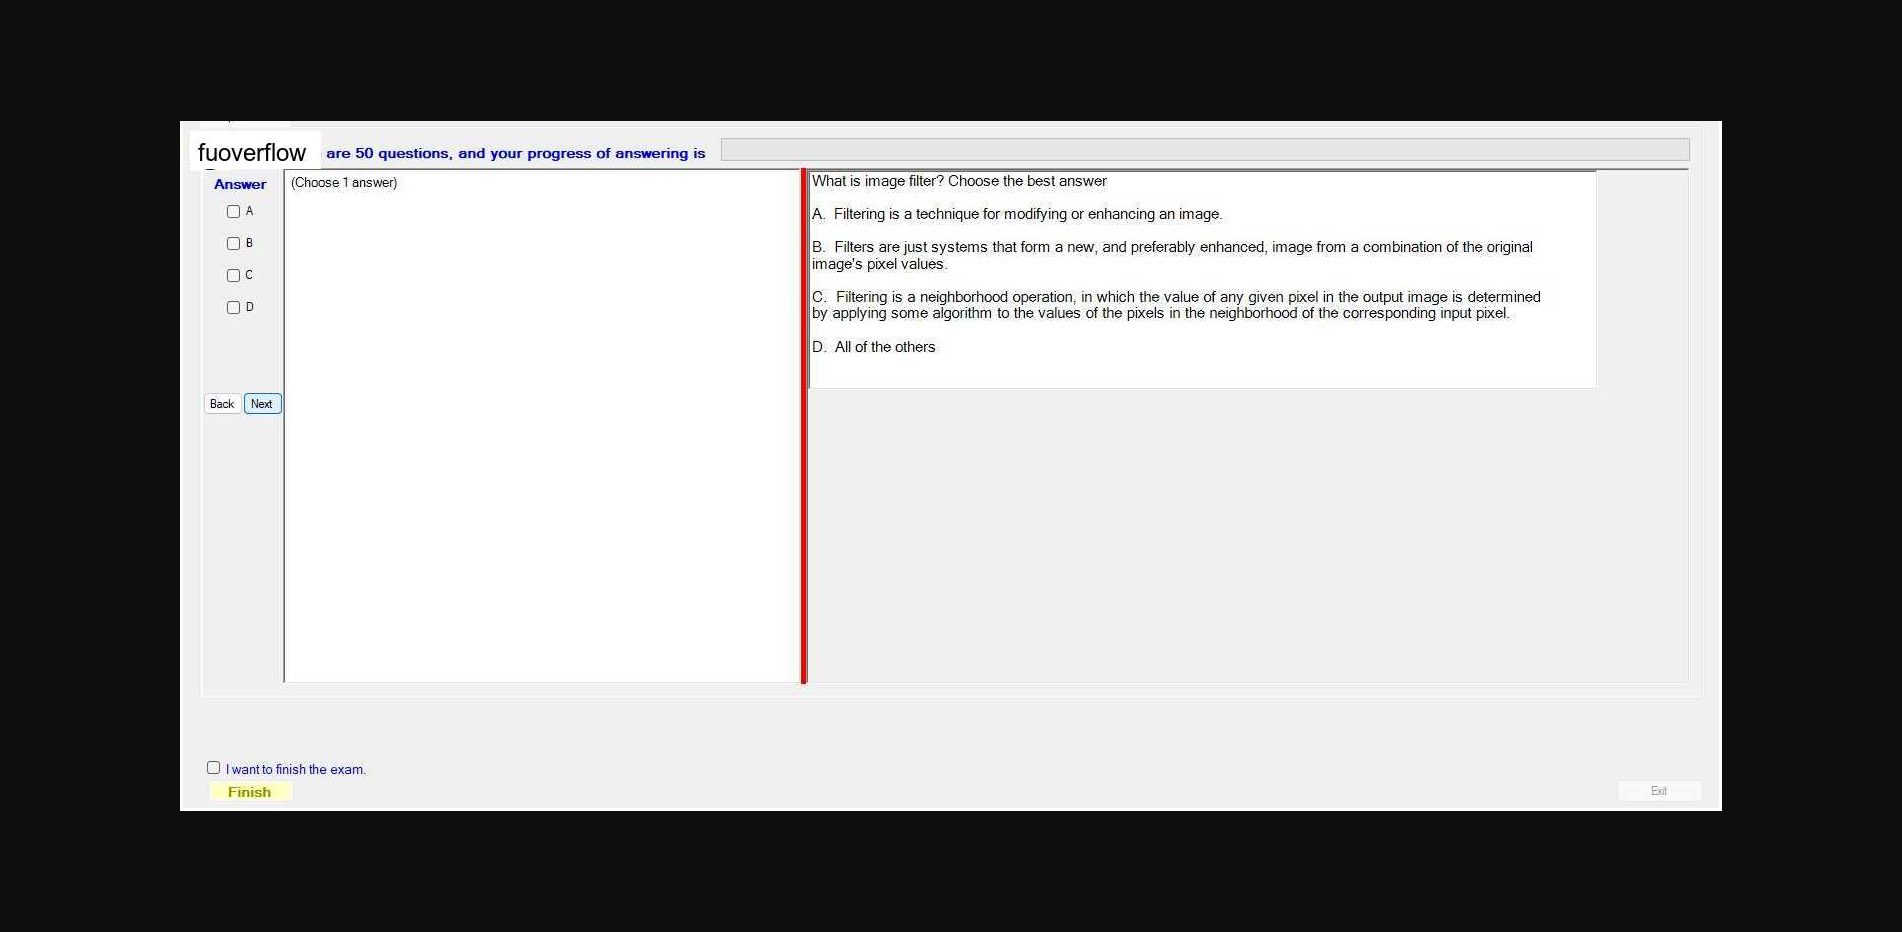 fuoverflow are 50 questions, and your progress of answering is
Answer
(Choose 1 answer)
A
B
C
D
Back Next
What is image filter? Choose the best answer
A. Filtering is a technique for modifying or enhancing an image.
B. Filters are just systems that form a new, and preferably enhanced, image from a combination of the original
image's pixel values.
C. Filtering is a neighborhood operation, in which the value of any given pixel in the output image is determined
by applying some algorithm to the values of the pixels in the neighborhood of the corresponding input pixel.
D. All of the others
I want to finish the exam.
Finish
Exit